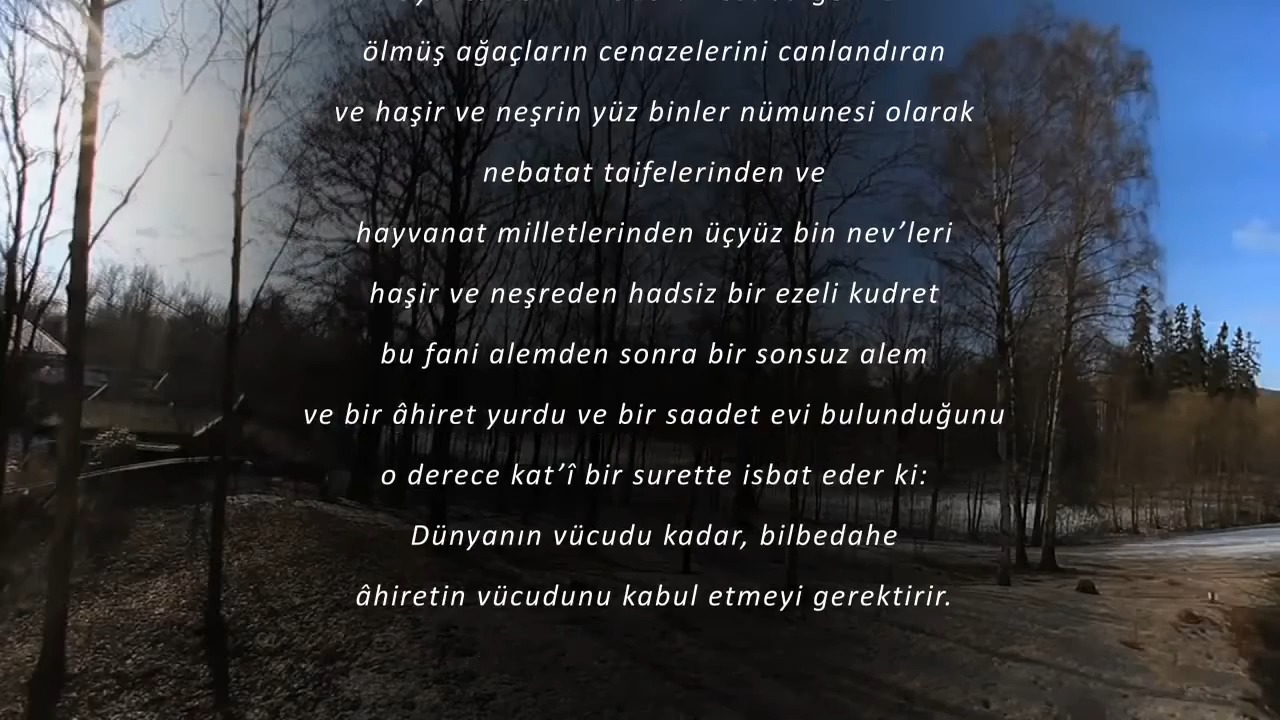 ölmüş ağaçların cenazelerini canlandıran
ve haşir ve neşrin yüz binler nümunesi olarak
nebatat taifelerinden ve
hayvanat milletlerinden üçyüz bin nev’leri
haşir ve neşreden hadsiz bir ezeli kudret
bu fani alemden sonra bir sonsuz alem
ve bir âhiret yurdu ve bir saadet evi bulunduğunu
o derece kat’î bir surette isbat eder ki:
Dünyanın vücudu kadar, bilbedahe
âhiretin vücudunu kabul etmeyi gerektirir.